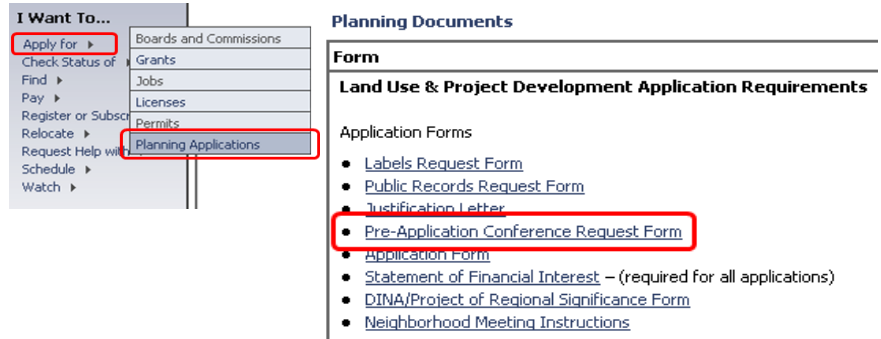 I Want To...
Apply for
Check Status of
Find
Pay
Register or Subscr
Relocate
Request Help with
Schedule
Watch
Boards and Commissions
Grants
Jobs
Licenses
Permits
Planning Applications
Planning Documents
Form
Land Use & Project Development Application Requirements
Application Forms
● Labels Request Form
● Public Records Request Form
● Justification Letter
● Pre-Application Conference Request Form
● Application Form
● Statement of Financial Interest – (required for all applications)
● DINA/Project of Regional Significance Form
● Neighborhood Meeting Instructions